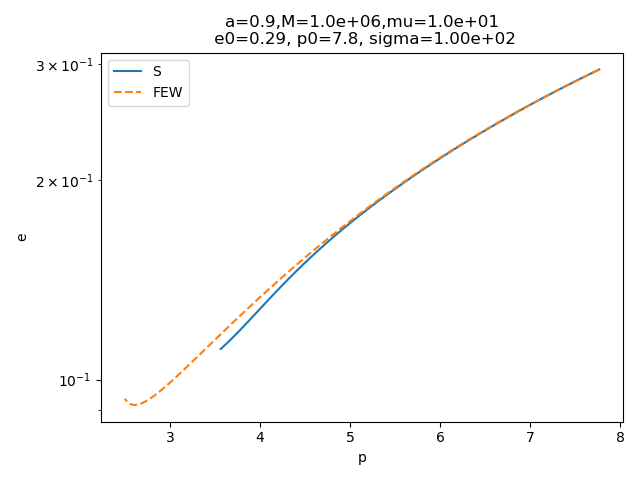 a=0.9,M=1.0e+06,mu=1.0e+01
e0=0.29, p0=7.8, sigma=1.00e+02
S
FEW
3 × 10⁻¹
2 × 10⁻¹
10⁻¹
e
3 4 5 6 7 8
p